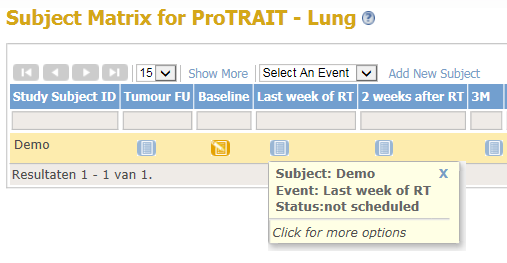 Subject Matrix for ProTRAIT - Lung ?
15 Show More Select An Event Add New Subject
Study Subject ID Tumour FU Baseline Last week of RT 2 weeks after RT 3M
Demo
Resultaten 1 - 1 van 1.
Subject: Demo X
Event: Last week of RT
Status:not scheduled
Click for more options